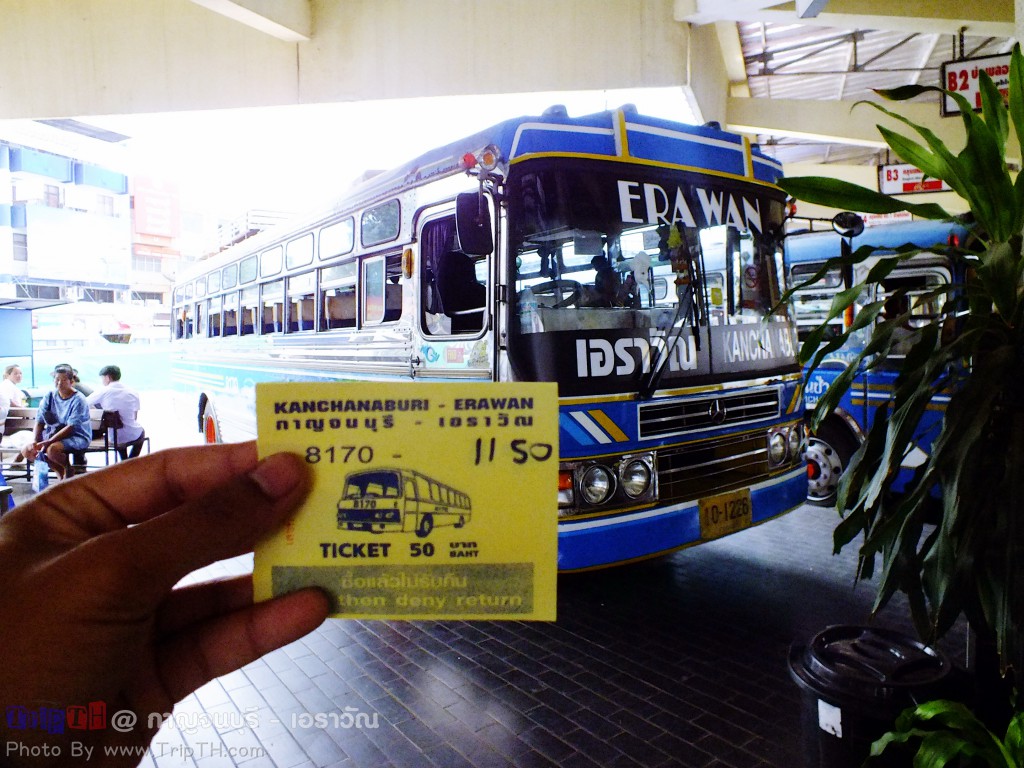 B2
B3
ERAWAN
เอราวัณ
10-1226
KANCHANABURI - ERAWAN
กาญจนบุรี - เอราวัณ
8170 - 11 50
8170
TICKET 50 บาท
BAHT
ซื้อแล้วไม่รับคืน
then deny return
TripTH @ กาญจนบุรี - เอราวัณ
Photo By www.TripTH.com